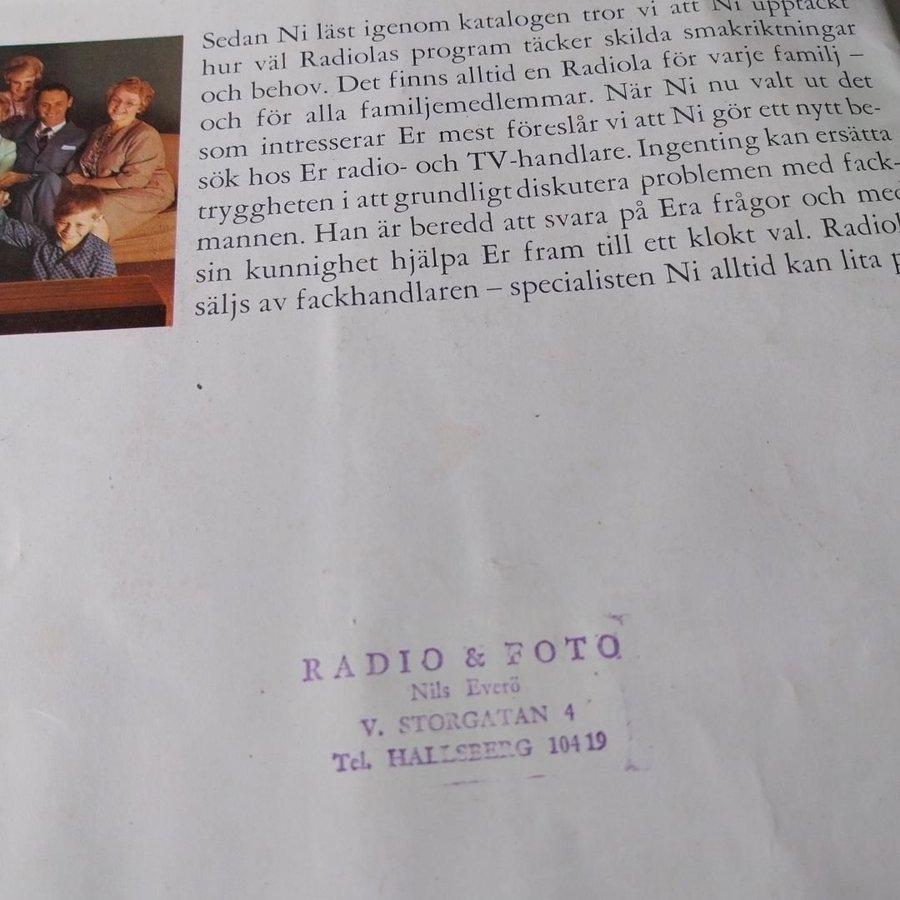 Sedan Ni läst igenom katalogen tror vi att Ni upptäckt
hur väl Radiolas program täcker skilda smakriktningar
och behov. Det finns alltid en Radiola för varje familj –
och för alla familjemedlemmar. När Ni nu valt ut det
som intresserar Er mest föreslår vi att Ni gör ett nytt be-
sök hos Er radio- och TV-handlare. Ingenting kan ersätta
tryggheten i att grundligt diskutera problemen med fack-
mannen. Han är beredd att svara på Era frågor och med
sin kunnighet hjälpa Er fram till ett klokt val. Radiol
säljs av fackhandlaren – specialisten Ni alltid kan lita p
RADIO & FOTO
Nils Everö
V. STORGATAN 4
Tel. HALLSBERG 10419